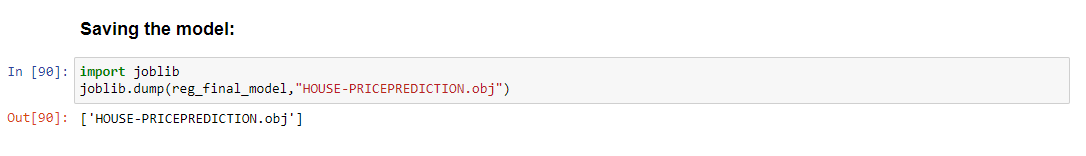 Saving the model:
In [90]: import joblib
joblib.dump(reg_final_model,"HOUSE-PRICEPREDICTION.obj")
Out[90]: ['HOUSE-PRICEPREDICTION.obj']